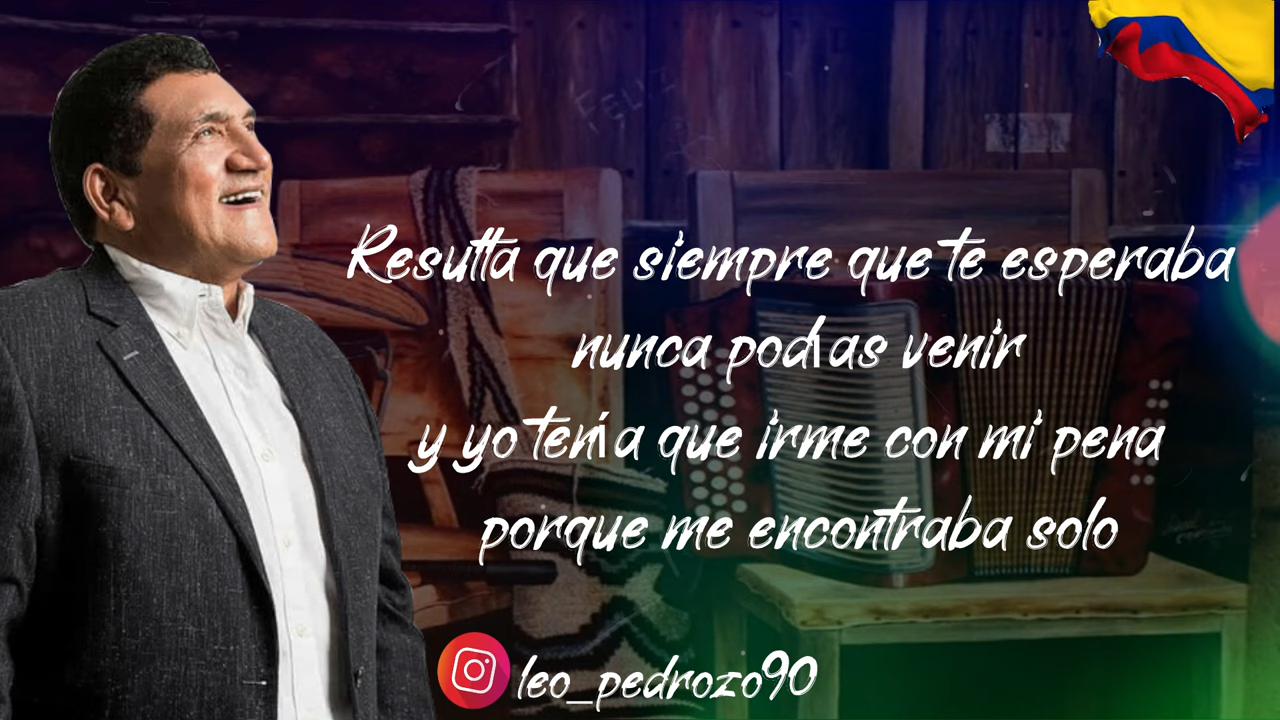 Resulta que siempre que te esperaba
nunca podías venir
y yo tenía que irme con mi pena
porque me encontraba solo
leo_pedrozo90